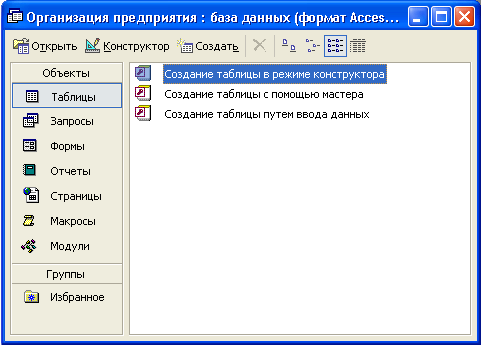 Организация предприятия : база данных (формат Acces...
Открыть Конструктор Создать
Объекты
Таблицы
Запросы
Формы
Отчеты
Страницы
Макросы
Модули
Группы
Избранное
Создание таблицы в режиме конструктора
Создание таблицы с помощью мастера
Создание таблицы путем ввода данных